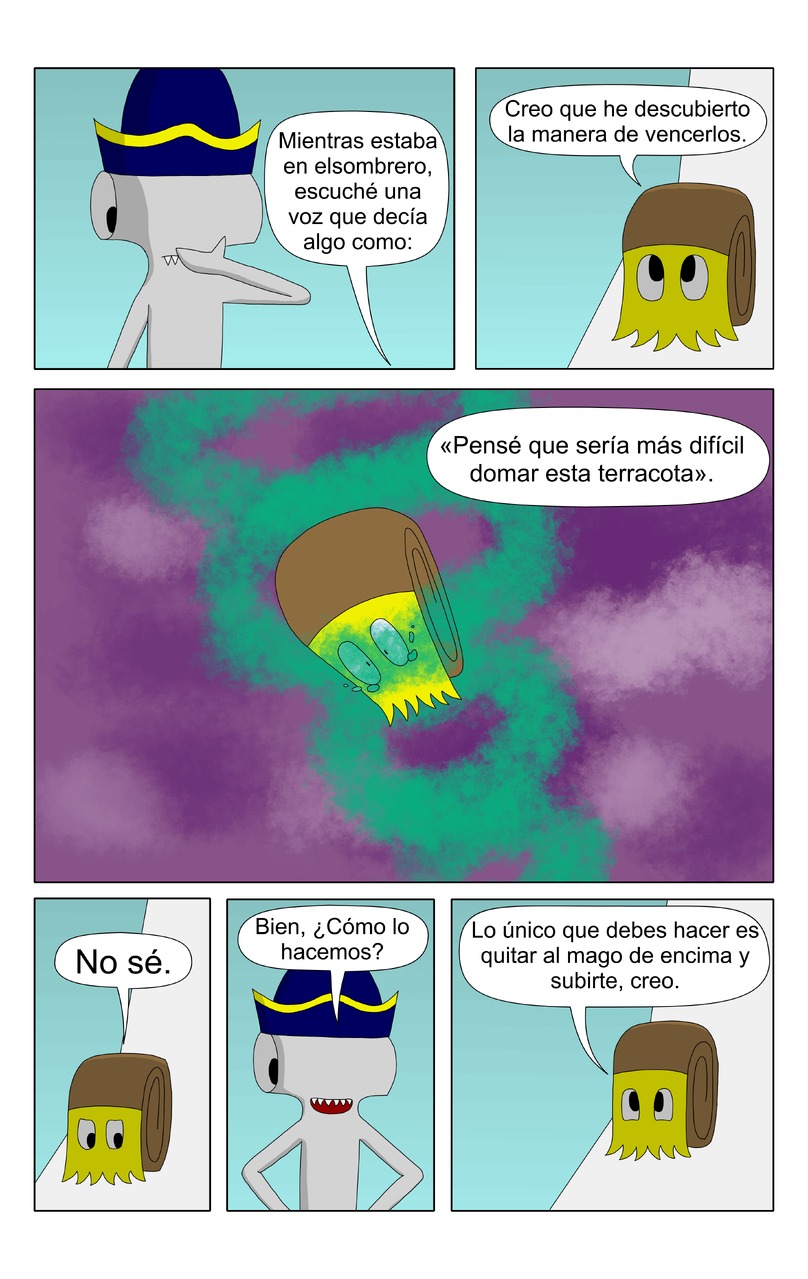 Mientras estaba
en elsombrero,
escuché una
voz que decía
algo como:
Creo que he descubierto
la manera de vencerlos.
«Pensé que sería más difícil
domar esta terracota».
No sé.
Bien, ¿Cómo lo
hacemos?
Lo único que debes hacer es
quitar al mago de encima y
subirte, creo.